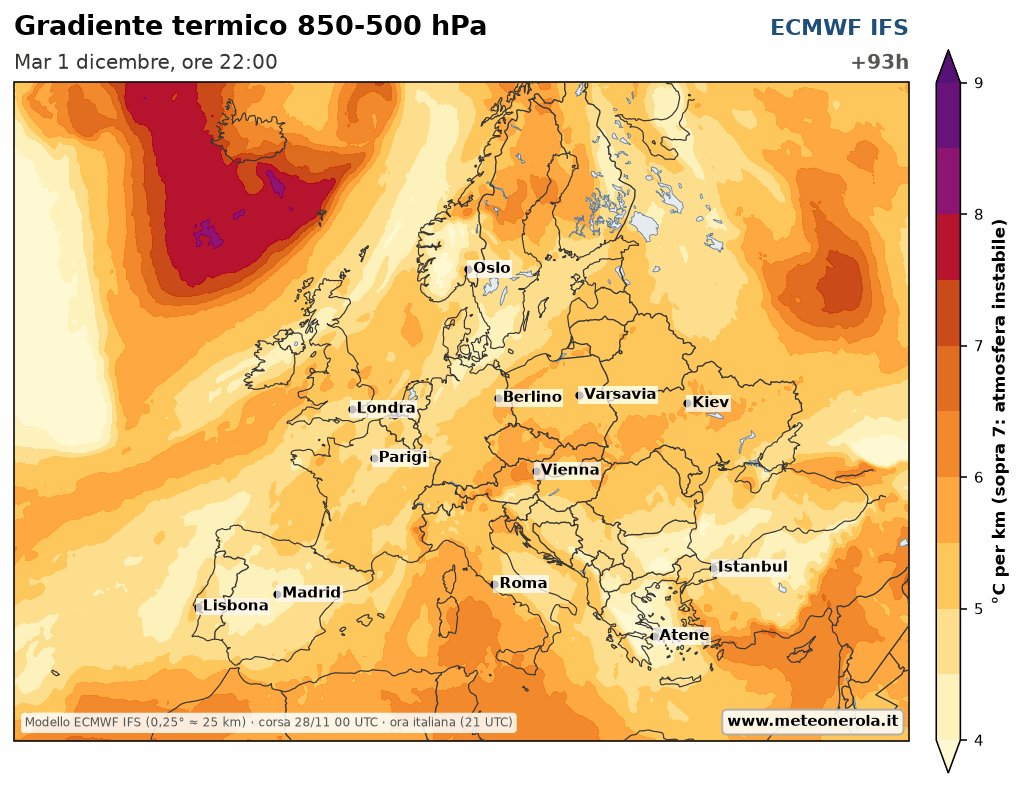 Gradiente termico 850-500 hPa
ECMWF IFS
Mar 1 dicembre, ore 22:00
+93h
Oslo
Londra
Berlino
Varsavia
Kiev
Parigi
Vienna
Roma
Istanbul
Madrid
Lisbona
Atene
Modello ECMWF IFS (0,25° ≈ 25 km) · corsa 28/11 00 UTC · ora italiana (21 UTC)
www.meteonerola.it
9
8
7
6
5
4
°C per km (sopra 7: atmosfera instabile)